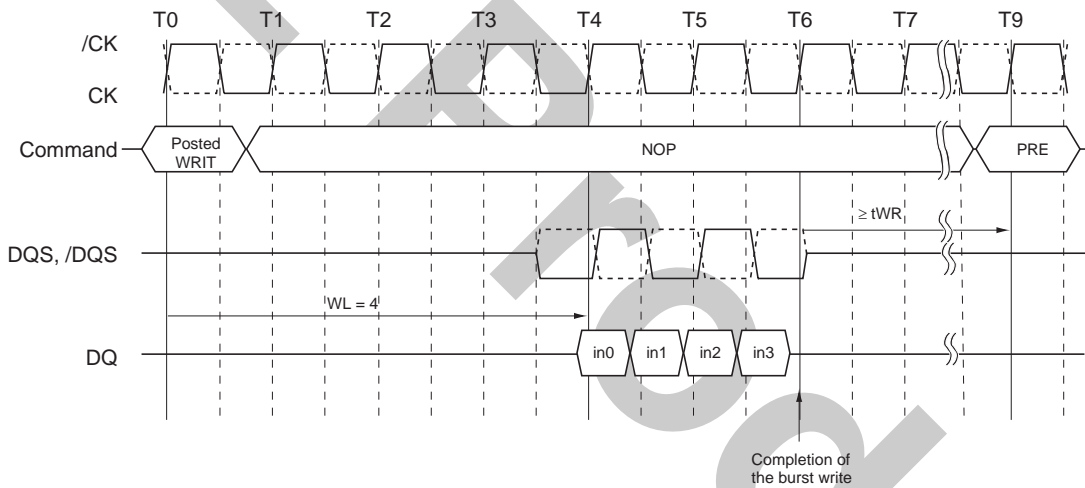 T0 T1 T2 T3 T4 T5 T6 T7 T9
/CK
CK
Command
Posted
WRIT
NOP
PRE
≥ tWR
DQS, /DQS
WL = 4
DQ
in0 in1 in2 in3
Completion of
the burst write